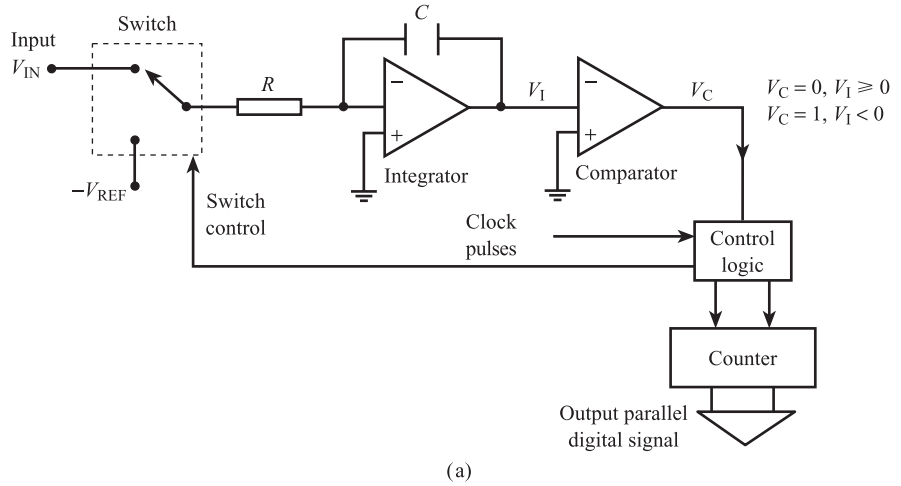 Switch
Input
V_IN
C
R
−
+
V_I
−
+
V_C
V_C = 0, V_I ⩾ 0
V_C = 1, V_I < 0
Integrator
Comparator
−V_REF
Switch
control
Clock
pulses
Control
logic
Counter
Output parallel
digital signal
(a)